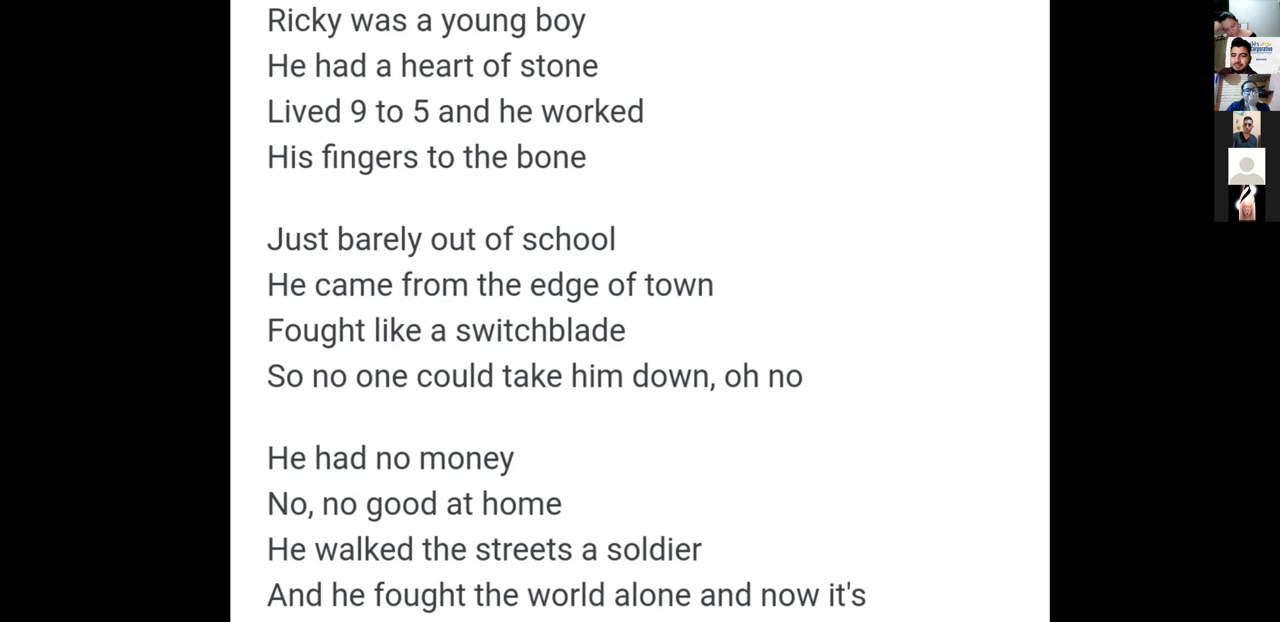 Ricky was a young boy
He had a heart of stone
Lived 9 to 5 and he worked
His fingers to the bone
Just barely out of school
He came from the edge of town
Fought like a switchblade
So no one could take him down, oh no
He had no money
No, no good at home
He walked the streets a soldier
And he fought the world alone and now it's